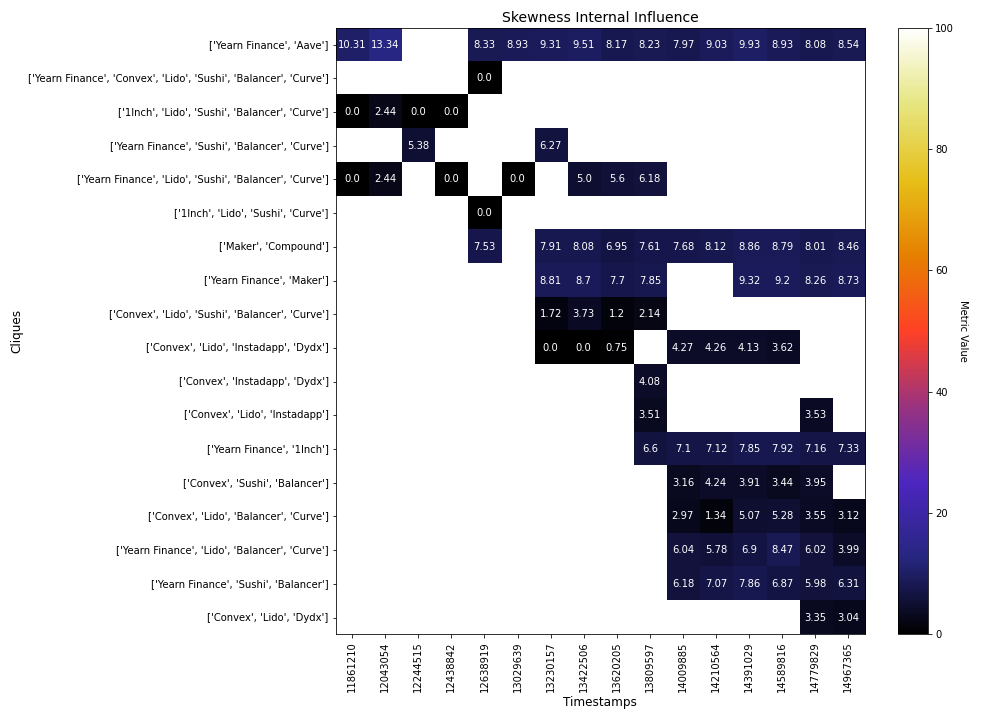 Skewness Internal Influence
['Yearn Finance', 'Aave'] 10.31 13.34 8.33 8.93 9.31 9.51 8.17 8.23 7.97 9.03 9.93 8.93 8.08 8.54
['Yearn Finance', 'Convex', 'Lido', 'Sushi', 'Balancer', 'Curve'] 0.0
['1Inch', 'Lido', 'Sushi', 'Balancer', 'Curve'] 0.0 2.44 0.0 0.0
['Yearn Finance', 'Sushi', 'Balancer', 'Curve'] 5.38 6.27
['Yearn Finance', 'Lido', 'Sushi', 'Balancer', 'Curve'] 0.0 2.44 0.0 0.0 5.0 5.6 6.18
['1Inch', 'Lido', 'Sushi', 'Curve'] 0.0
['Maker', 'Compound'] 7.53 7.91 8.08 6.95 7.61 7.68 8.12 8.86 8.79 8.01 8.46
['Yearn Finance', 'Maker'] 8.81 8.7 7.7 7.85 9.32 9.2 8.26 8.73
['Convex', 'Lido', 'Sushi', 'Balancer', 'Curve'] 1.72 3.73 1.2 2.14
['Convex', 'Lido', 'Instadapp', 'Dydx'] 0.0 0.0 0.75 4.27 4.26 4.13 3.62
['Convex', 'Instadapp', 'Dydx'] 4.08
['Convex', 'Lido', 'Instadapp'] 3.51 3.53
['Yearn Finance', '1Inch'] 6.6 7.1 7.12 7.85 7.92 7.16 7.33
['Convex', 'Sushi', 'Balancer'] 3.16 4.24 3.91 3.44 3.95
['Convex', 'Lido', 'Balancer', 'Curve'] 2.97 1.34 5.07 5.28 3.55 3.12
['Yearn Finance', 'Lido', 'Balancer', 'Curve'] 6.04 5.78 6.9 8.47 6.02 3.99
['Yearn Finance', 'Sushi', 'Balancer'] 6.18 7.07 7.86 6.87 5.98 6.31
['Convex', 'Lido', 'Dydx'] 3.35 3.04
Cliques
11861210 12043054 12244515 12438842 12638919 13029639 13230157 13422506 13620205 13809597 14009885 14210564 14391029 14589816 14779829 14967365
Timestamps
100
80
60
40
20
0
Metric Value